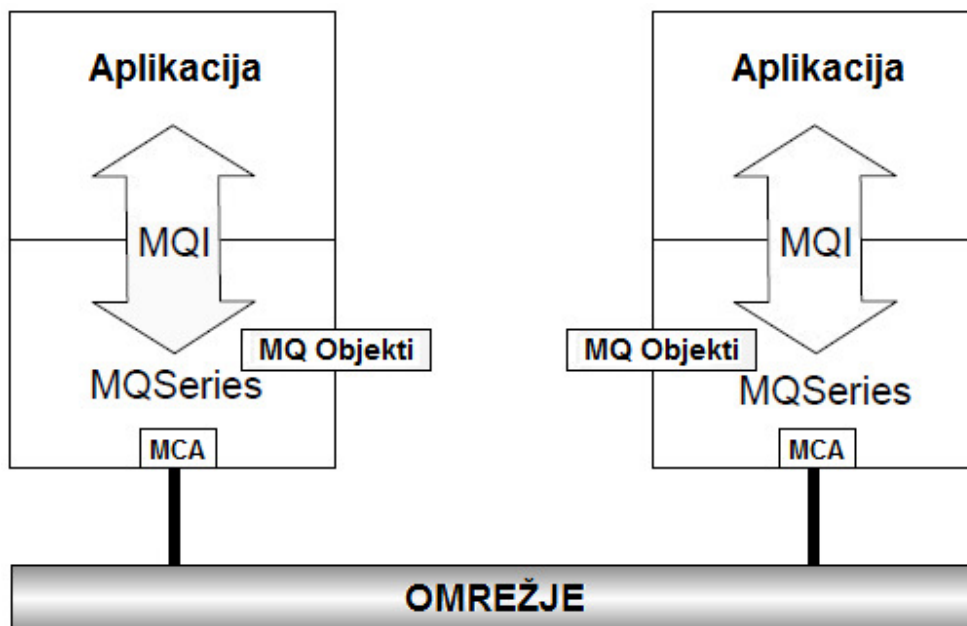 Aplikacija
MQI
MQ Objekti
MQSeries
MCA
Aplikacija
MQI
MQ Objekti
MQSeries
MCA
OMREŽJE